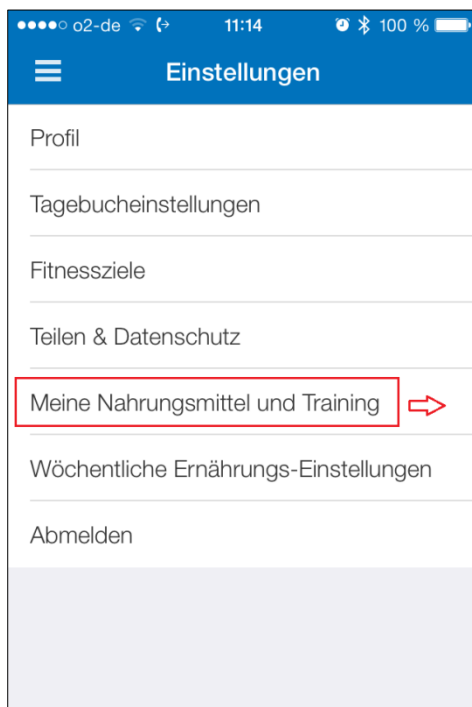 o2-de 11:14 100 %
Einstellungen
Profil
Tagebucheinstellungen
Fitnessziele
Teilen & Datenschutz
Meine Nahrungsmittel und Training
Wöchentliche Ernährungs-Einstellungen
Abmelden